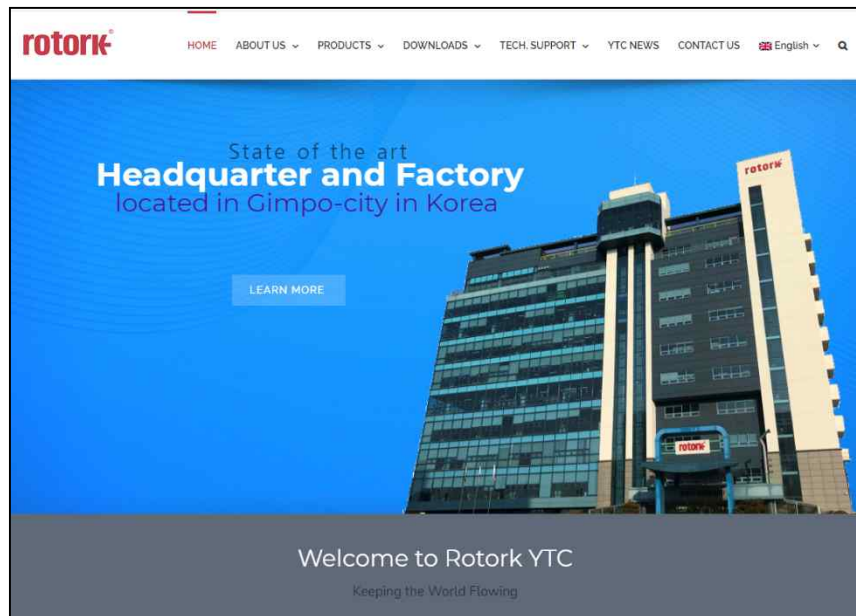 rotork
HOME ABOUT US PRODUCTS DOWNLOADS TECH. SUPPORT YTC NEWS CONTACT US English
State of the art
Headquarter and Factory
located in Gimpo-city in Korea
LEARN MORE
rotork
rotork
Welcome to Rotork YTC
Keeping the World Flowing